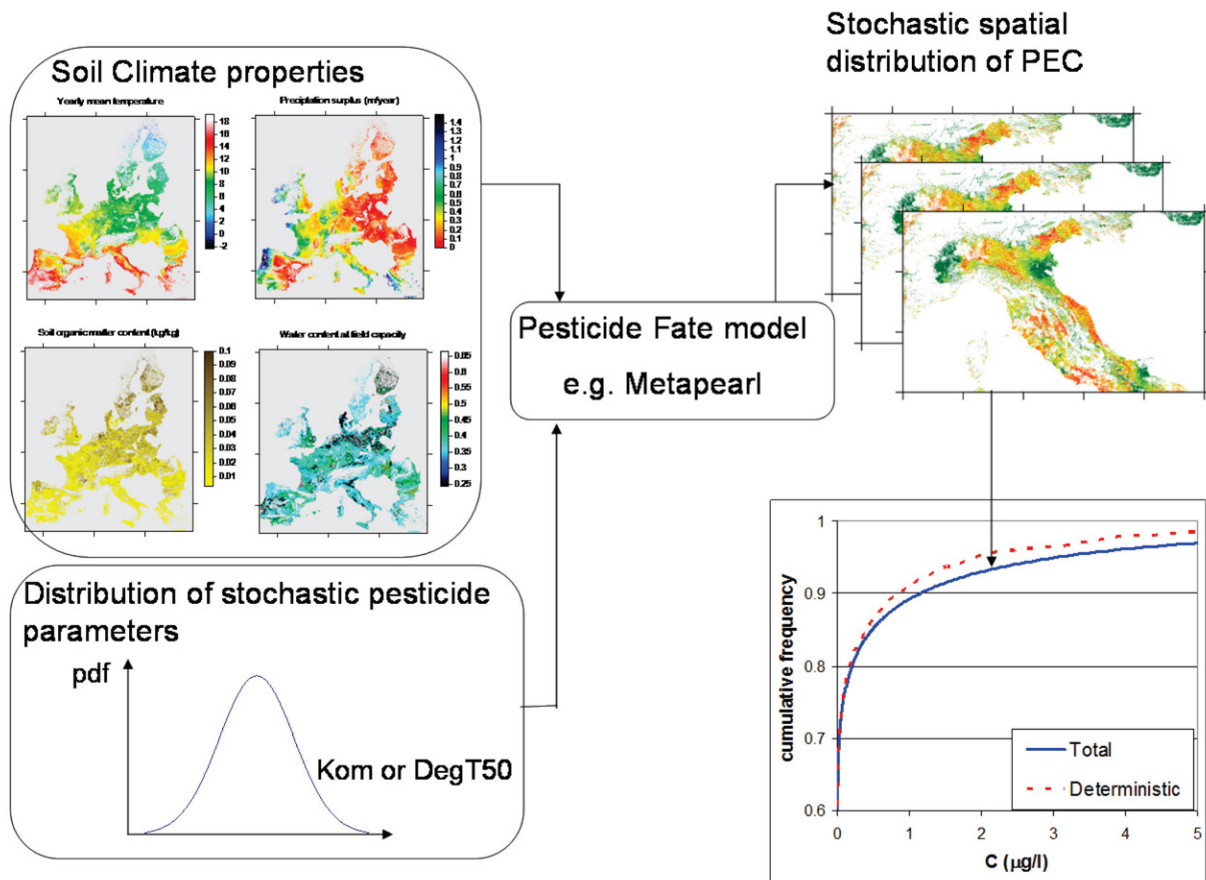 Soil Climate properties
Yearly mean temperature
18
16
14
12
10
8
6
4
2
0
-2
Precipitation surplus (m/year)
1.4
1.3
1.2
1.1
1
0.9
0.8
0.7
0.6
0.5
0.4
0.3
0.2
0.1
0
Soil organic matter content (kg/kg)
0.1
0.09
0.08
0.07
0.06
0.05
0.04
0.03
0.02
0.01
Water content at field capacity
0.65
0.6
0.55
0.5
0.45
0.4
0.35
0.3
0.25
Distribution of stochastic pesticide
parameters
pdf
Kom or DegT50
Pesticide Fate model
e.g. Metapearl
Stochastic spatial
distribution of PEC
cumulative frequency
1
0.9
0.8
0.7
0.6
Total
Deterministic
0 1 2 3 4 5
C (µg/l)